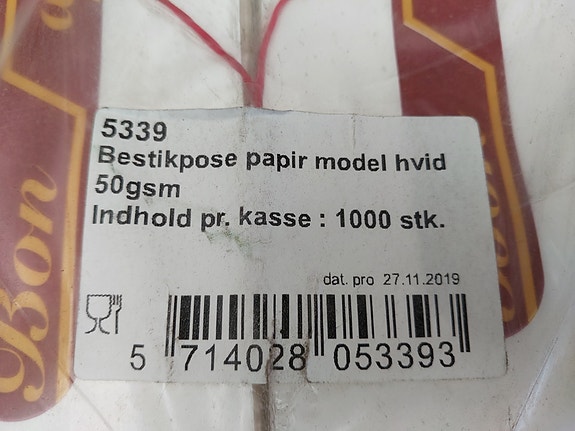 5339
Bestikpose papir model hvid
50gsm
Indhold pr. kasse : 1000 stk.
dat. pro 27.11.2019
5 714028 053393
Bon